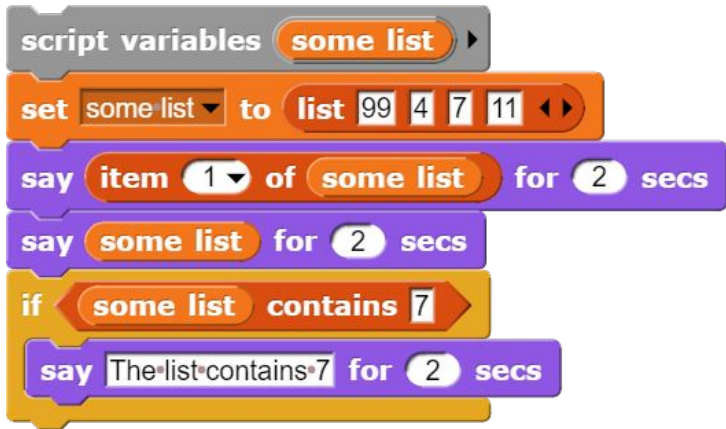 script variables some list
set some list to list 99 4 7 11
say item 1 of some list for 2 secs
say some list for 2 secs
if some list contains 7
say The list contains 7 for 2 secs